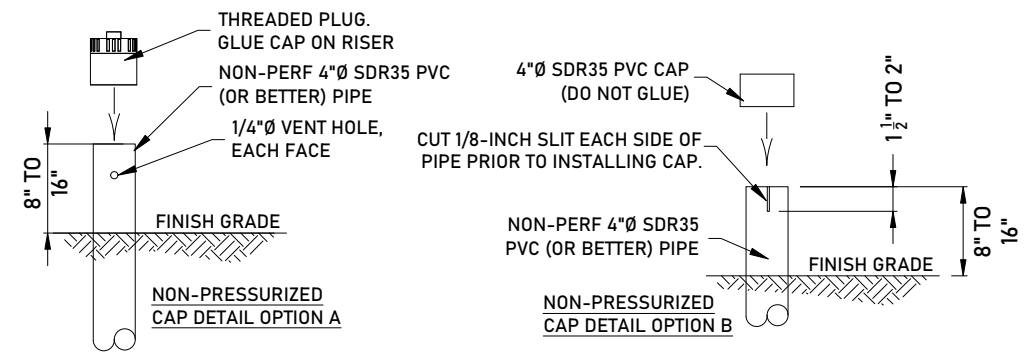 THREADED PLUG.
GLUE CAP ON RISER
NON-PERF 4"Ø SDR35 PVC
(OR BETTER) PIPE
1/4"Ø VENT HOLE,
EACH FACE
8" TO
16"
FINISH GRADE
NON-PRESSURIZED
CAP DETAIL OPTION A
4"Ø SDR35 PVC CAP
(DO NOT GLUE)
CUT 1/8-INCH SLIT EACH SIDE OF
PIPE PRIOR TO INSTALLING CAP.
1 1/2" TO 2"
NON-PERF 4"Ø SDR35
PVC (OR BETTER) PIPE
8" TO
16"
FINISH GRADE
NON-PRESSURIZED
CAP DETAIL OPTION B